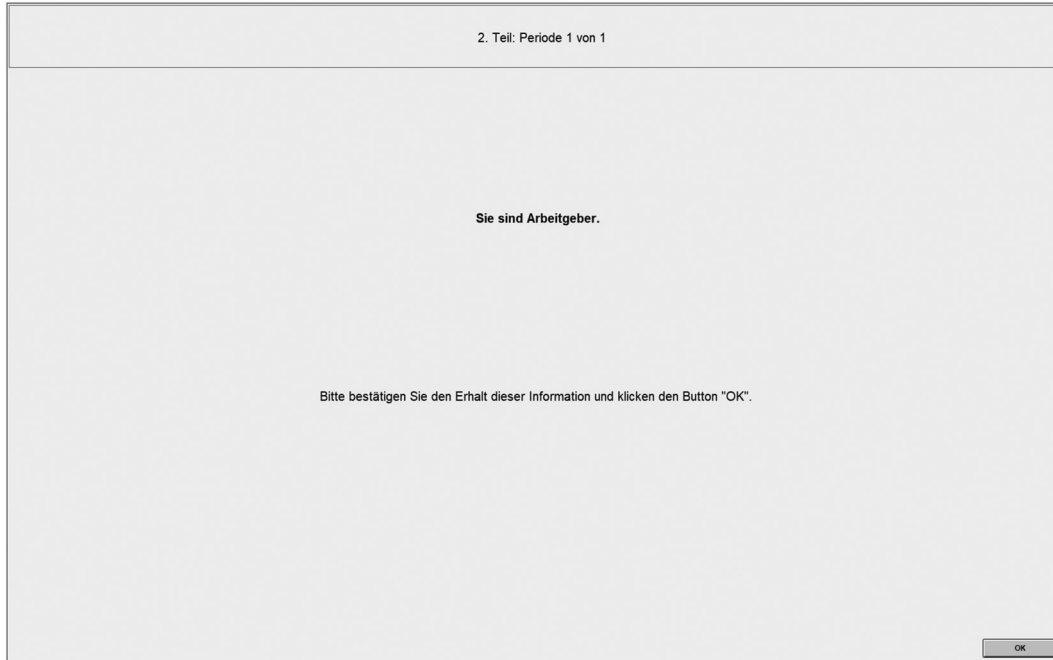 2. Teil: Periode 1 von 1
Sie sind Arbeitgeber.
Bitte bestätigen Sie den Erhalt dieser Information und klicken den Button "OK".
OK